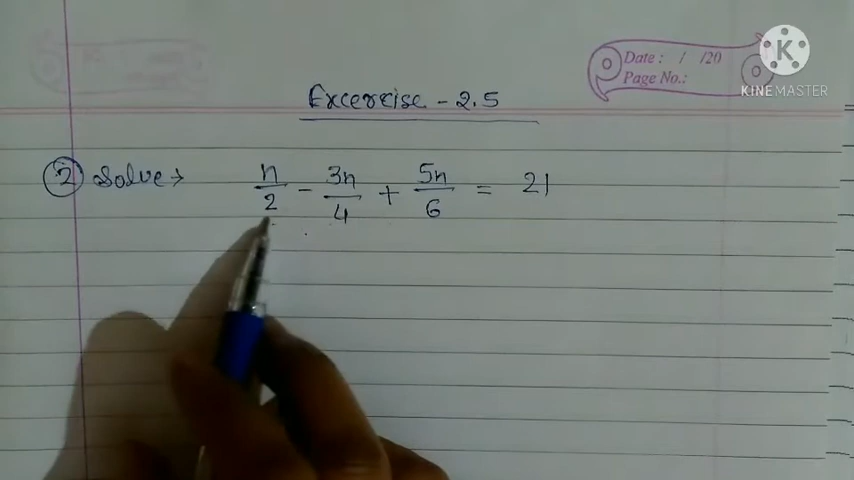 Date : / /20
Page No.:
K
KINEMASTER
Excercise - 2.5
2 Solve → n/2 - 3n/4 + 5n/6 = 21